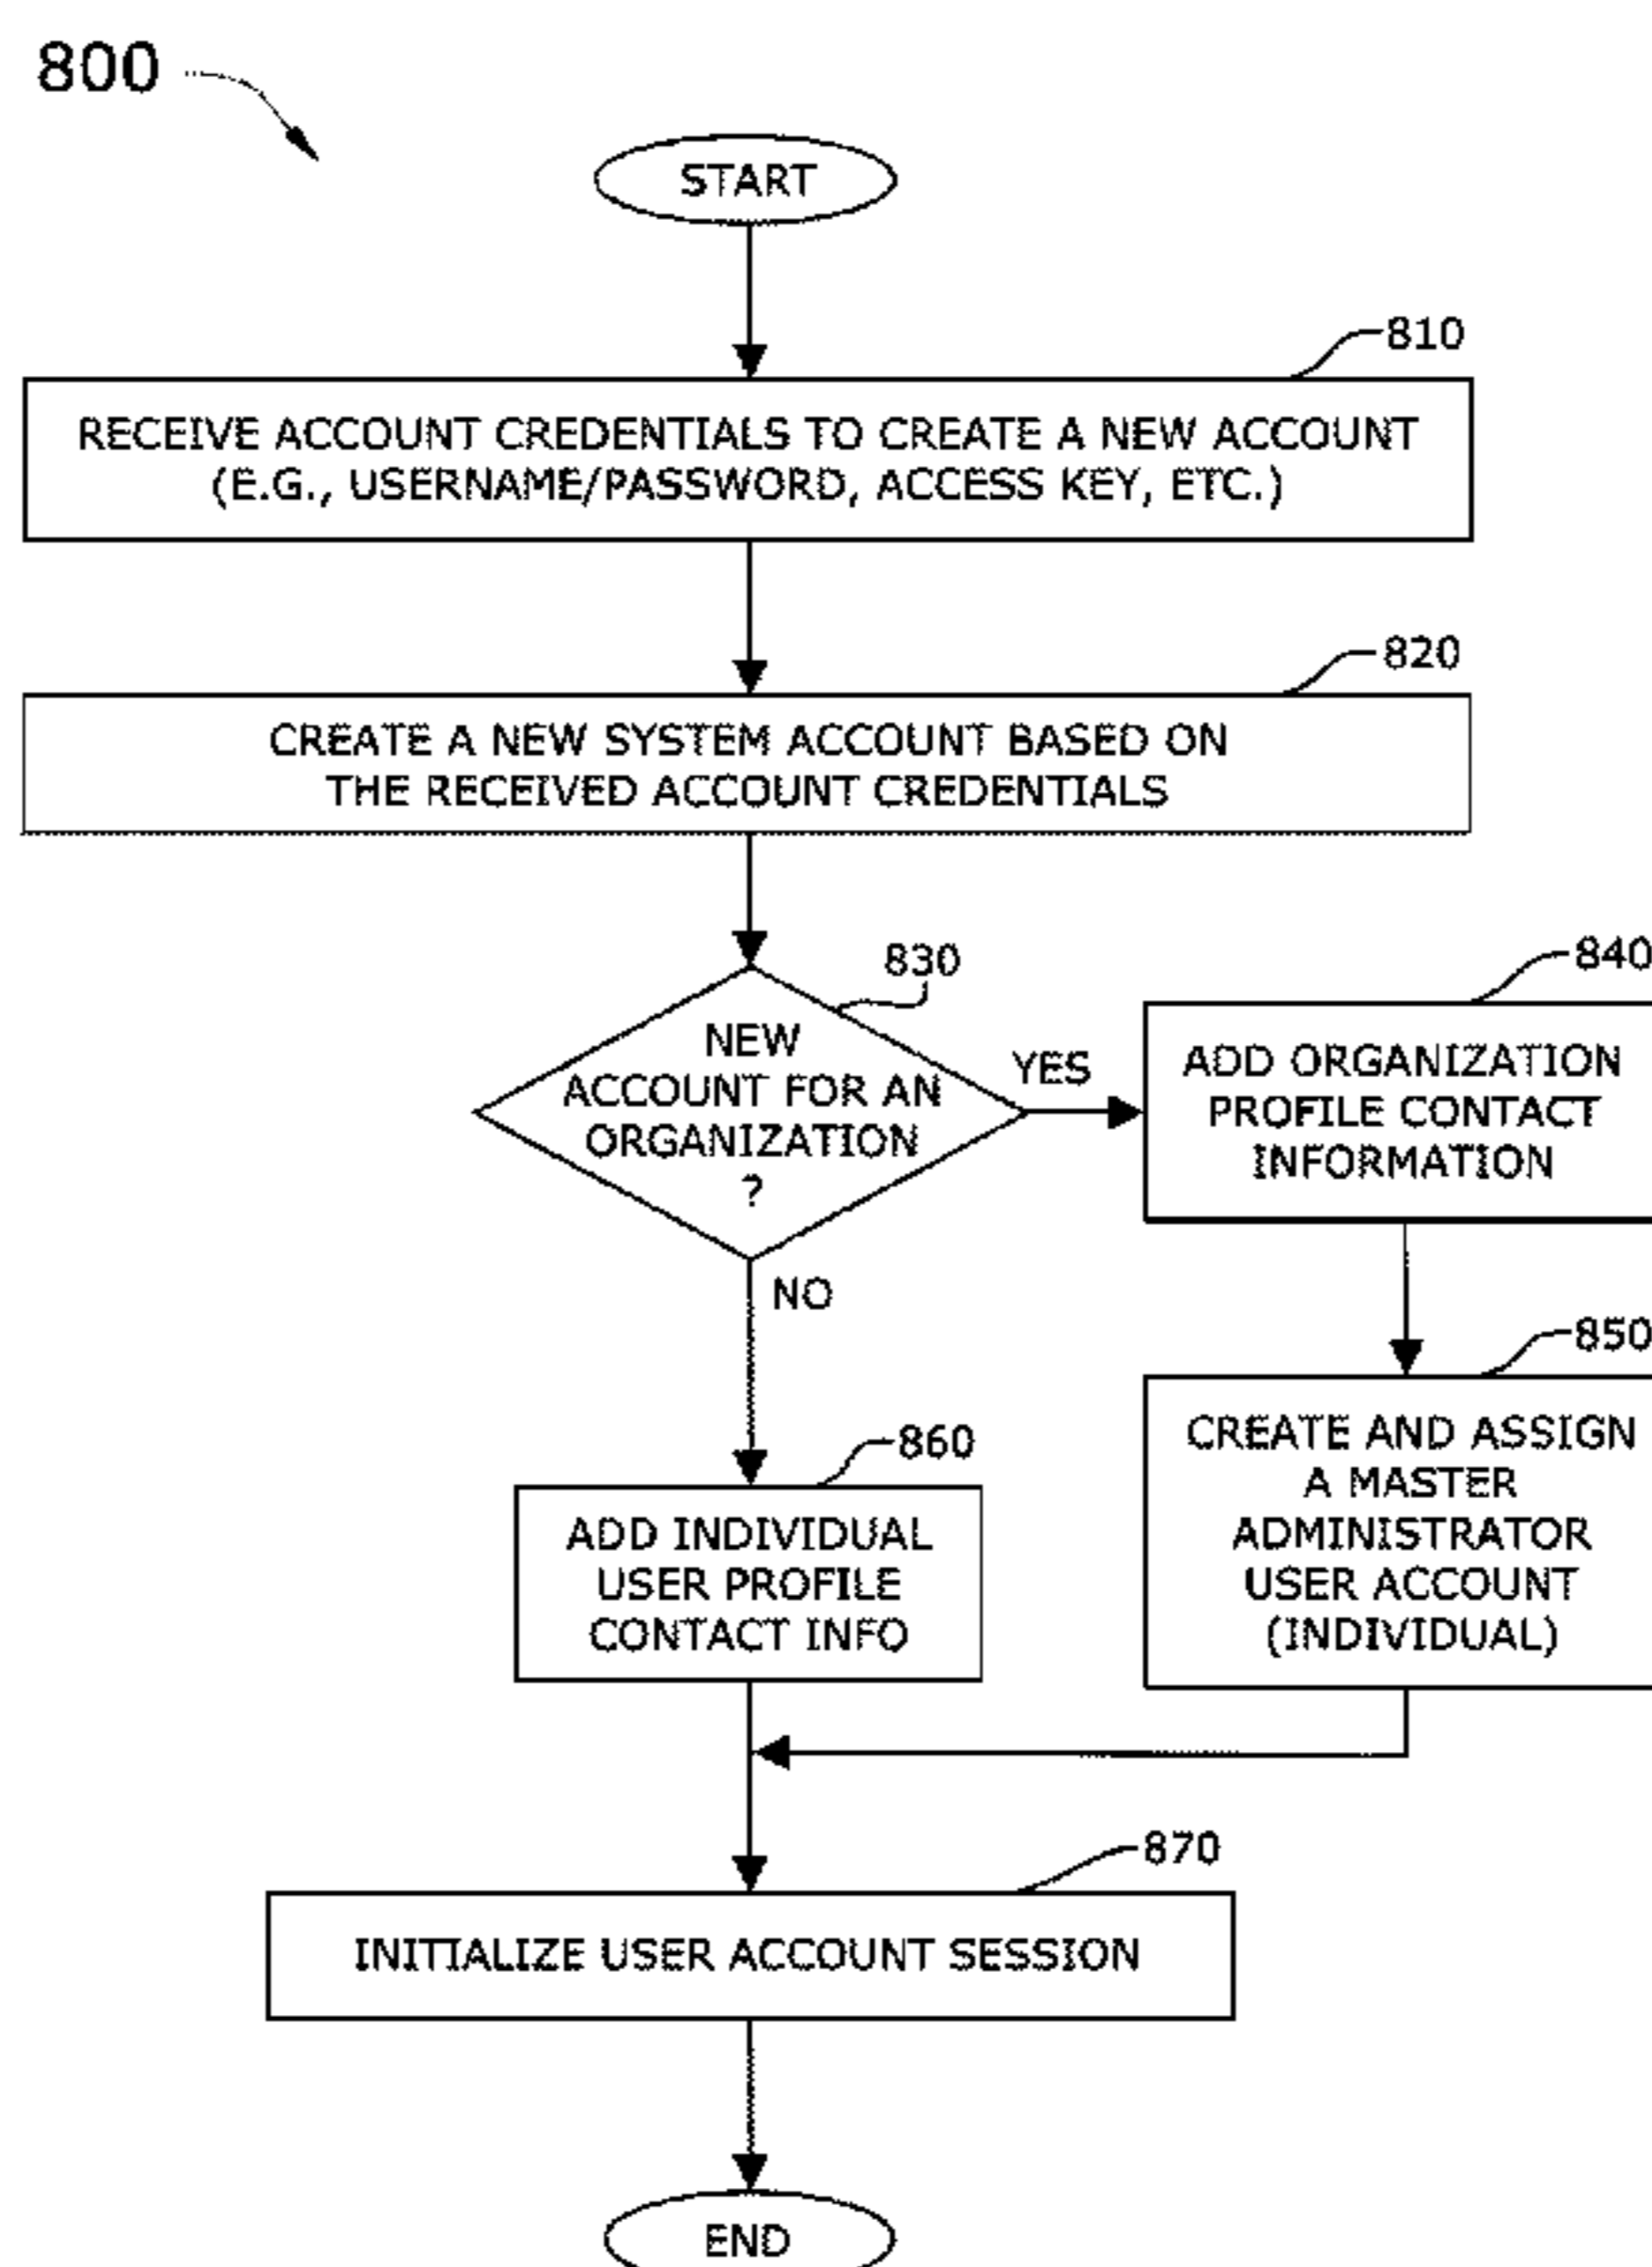 800
START
810
RECEIVE ACCOUNT CREDENTIALS TO CREATE A NEW ACCOUNT
(E.G., USERNAME/PASSWORD, ACCESS KEY, ETC.)
820
CREATE A NEW SYSTEM ACCOUNT BASED ON
THE RECEIVED ACCOUNT CREDENTIALS
830
NEW
ACCOUNT FOR AN
ORGANIZATION
?
YES
840
ADD ORGANIZATION
PROFILE CONTACT
INFORMATION
NO
850
CREATE AND ASSIGN
A MASTER
ADMINISTRATOR
USER ACCOUNT
(INDIVIDUAL)
860
ADD INDIVIDUAL
USER PROFILE
CONTACT INFO
870
INITIALIZE USER ACCOUNT SESSION
END